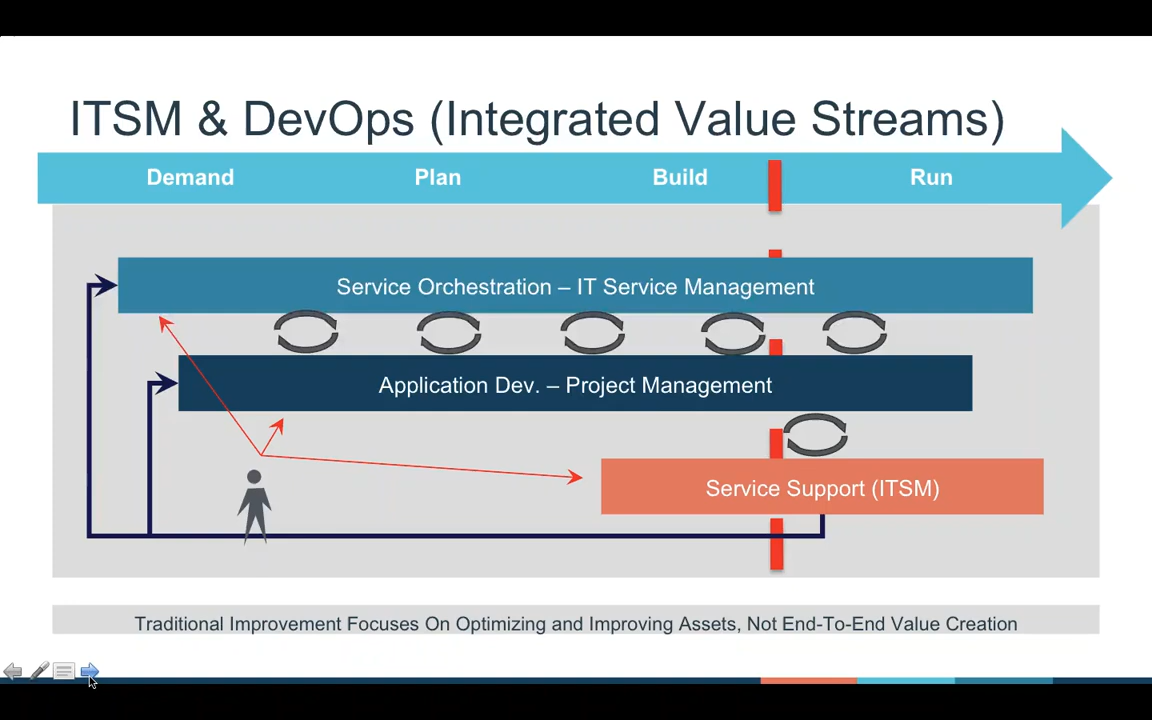 ITSM & DevOps (Integrated Value Streams)
Demand Plan Build Run
Service Orchestration – IT Service Management
Application Dev. – Project Management
Service Support (ITSM)
Traditional Improvement Focuses On Optimizing and Improving Assets, Not End-To-End Value Creation